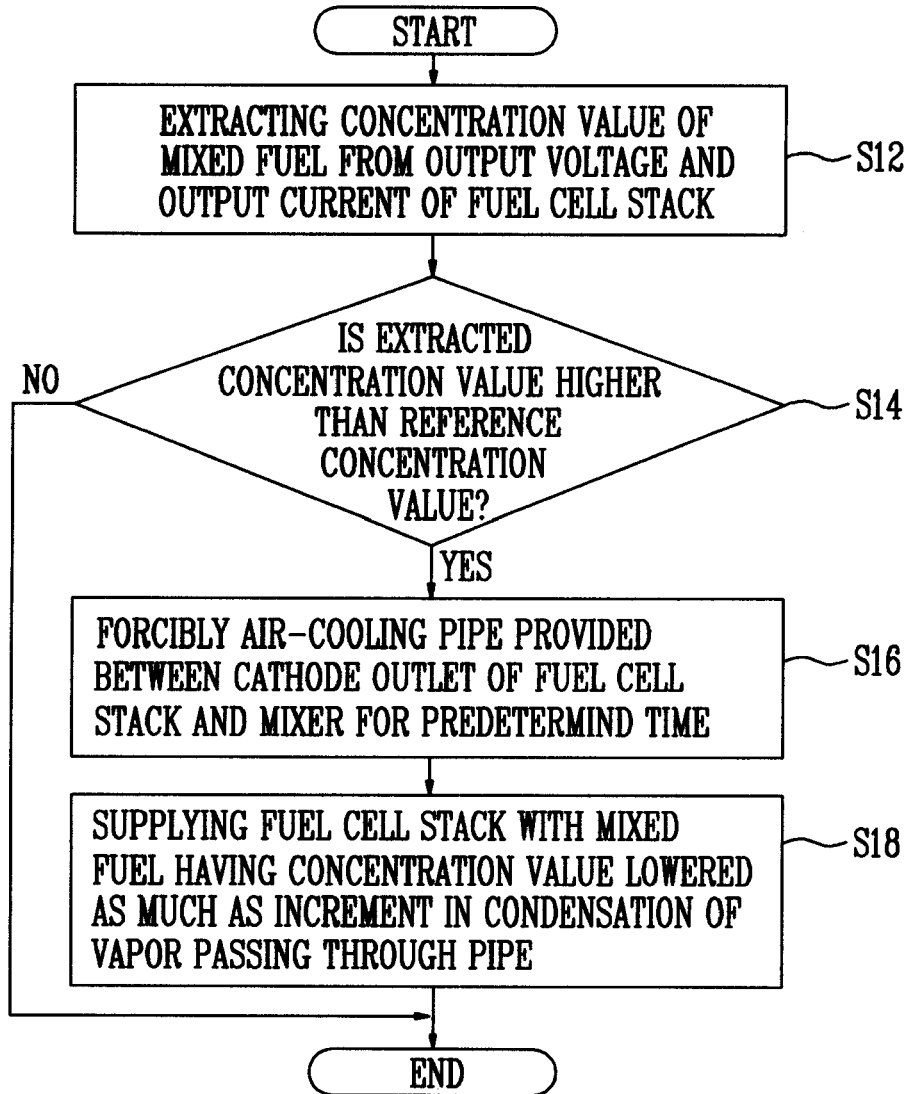 START
EXTRACTING CONCENTRATION VALUE OF
MIXED FUEL FROM OUTPUT VOLTAGE AND
OUTPUT CURRENT OF FUEL CELL STACK
S12
IS EXTRACTED
CONCENTRATION VALUE HIGHER
THAN REFERENCE
CONCENTRATION
VALUE?
NO
S14
YES
FORCIBLY AIR-COOLING PIPE PROVIDED
BETWEEN CATHODE OUTLET OF FUEL CELL
STACK AND MIXER FOR PREDETERMIND TIME
S16
SUPPLYING FUEL CELL STACK WITH MIXED
FUEL HAVING CONCENTRATION VALUE LOWERED
AS MUCH AS INCREMENT IN CONDENSATION OF
VAPOR PASSING THROUGH PIPE
S18
END